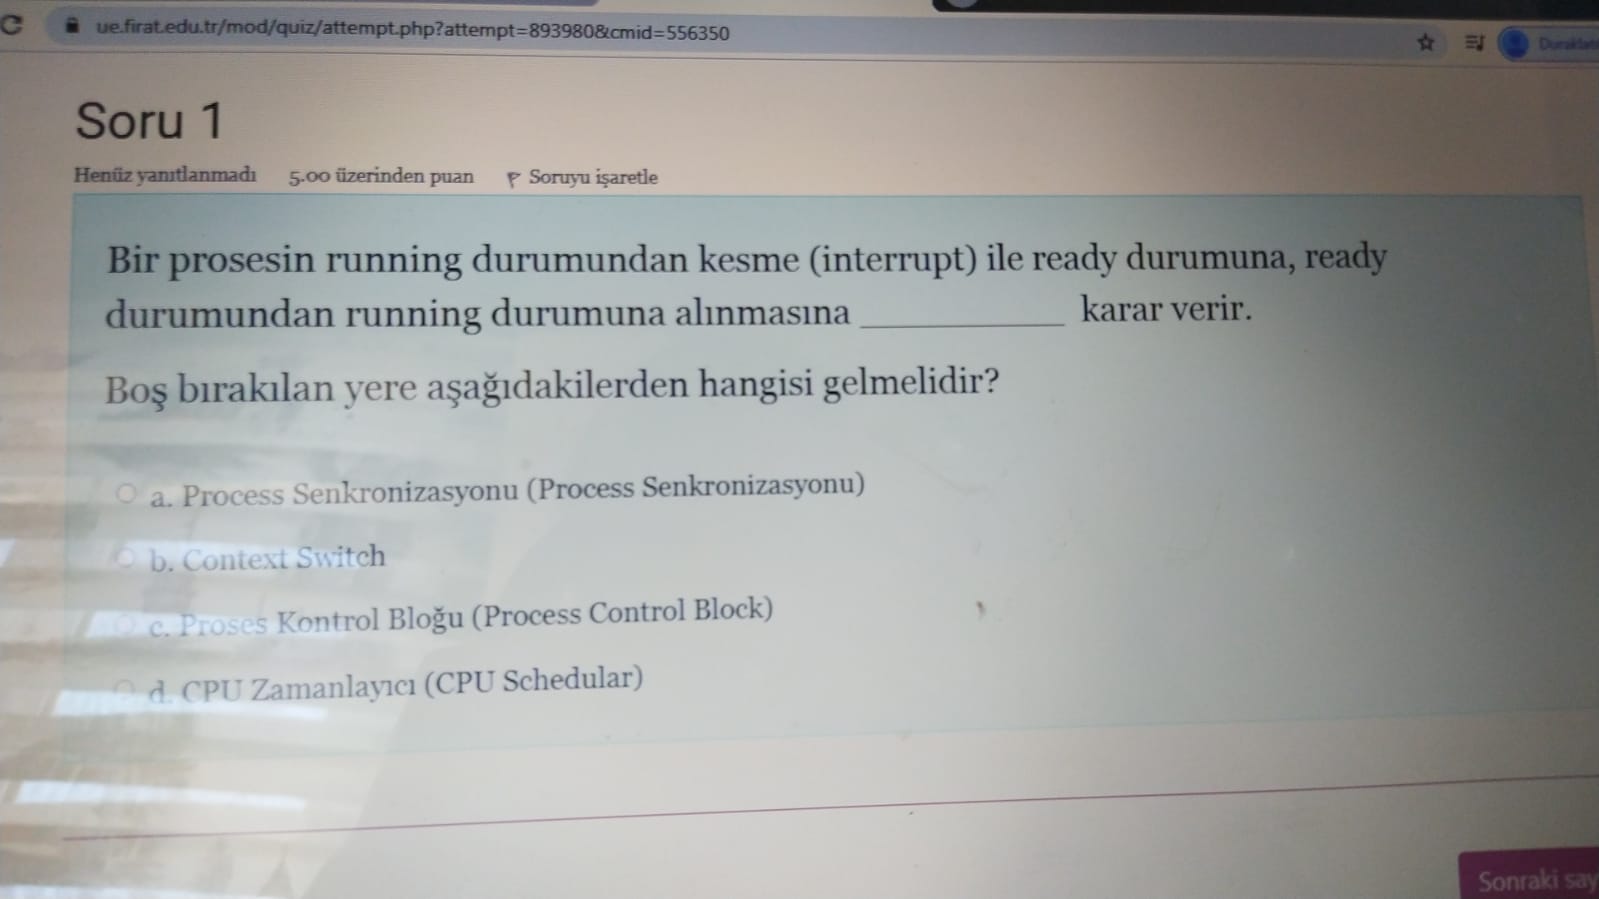 ue.firat.edu.tr/mod/quiz/attempt.php?attempt=893980&cmid=556350
Soru 1
Henüz yanıtlanmadı 5.00 üzerinden puan Soruyu işaretle
Bir prosesin running durumundan kesme (interrupt) ile ready durumuna, ready
durumundan running durumuna alınmasına ____________ karar verir.
Boş bırakılan yere aşağıdakilerden hangisi gelmelidir?
a. Process Senkronizasyonu (Process Senkronizasyonu)
b. Context Switch
c. Proses Kontrol Bloğu (Process Control Block)
d. CPU Zamanlayıcı (CPU Schedular)
Sonraki say